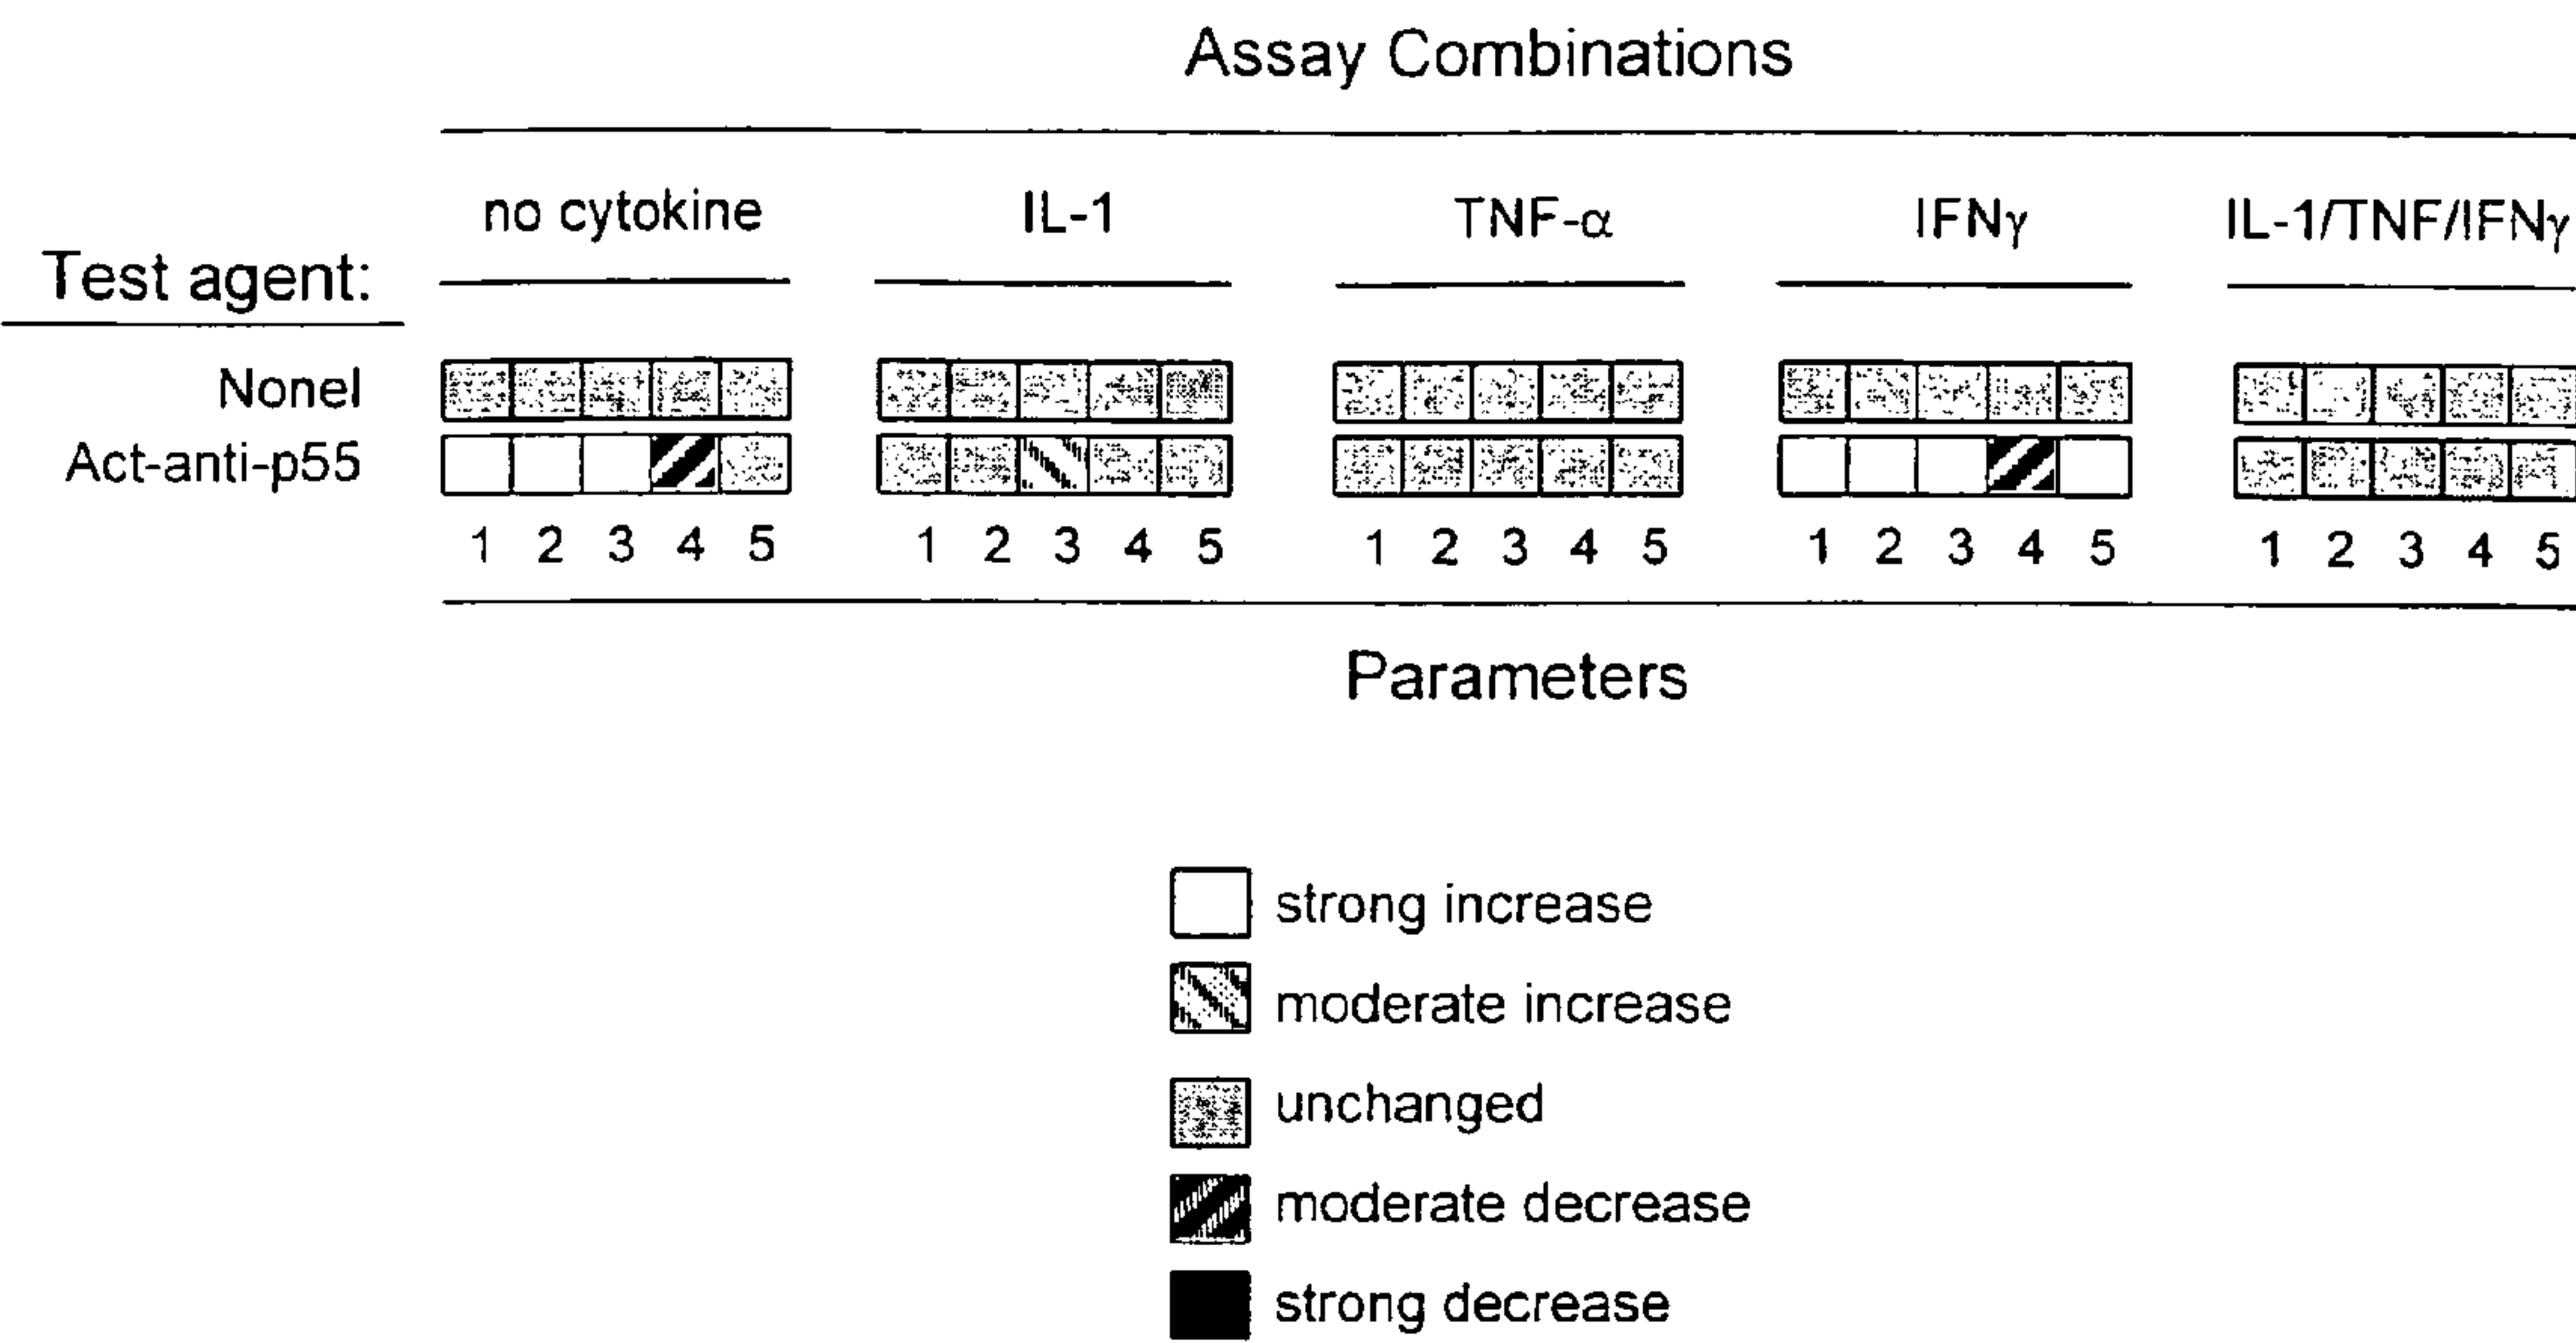 Assay Combinations
no cytokine IL-1 TNF-α IFNγ IL-1/TNF/IFNγ
Test agent:
Nonel
Act-anti-p55
1 2 3 4 5 1 2 3 4 5 1 2 3 4 5 1 2 3 4 5 1 2 3 4 5
Parameters
strong increase
moderate increase
unchanged
moderate decrease
strong decrease